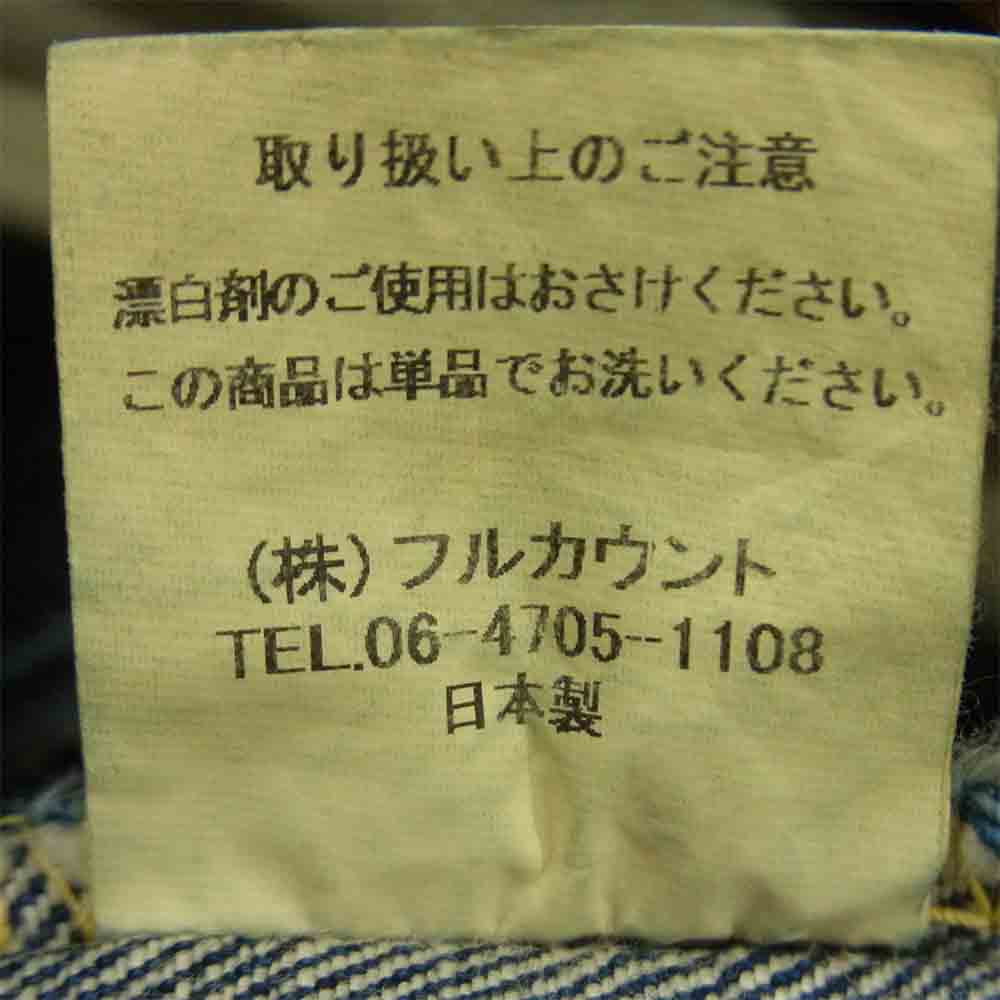 取り扱い上のご注意
漂白剤のご使用はおさけください。
この商品は単品でお洗いください。
(株)フルカウント
TEL.06-4705-1108
日本製